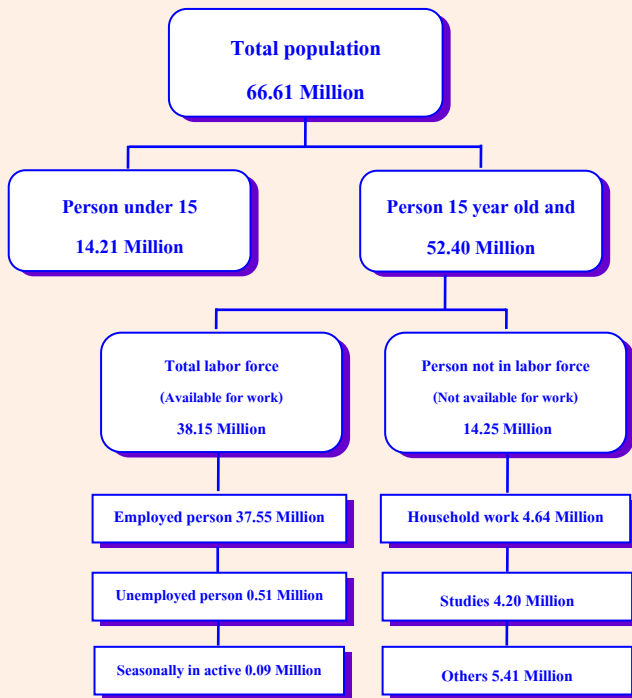 Total population
66.61 Million
Person under 15
14.21 Million
Person 15 year old and
52.40 Million
Total labor force
(Available for work)
38.15 Million
Person not in labor force
(Not available for work)
14.25 Million
Employed person 37.55 Million
Household work 4.64 Million
Unemployed person 0.51 Million
Studies 4.20 Million
Seasonally in active 0.09 Million
Others 5.41 Million